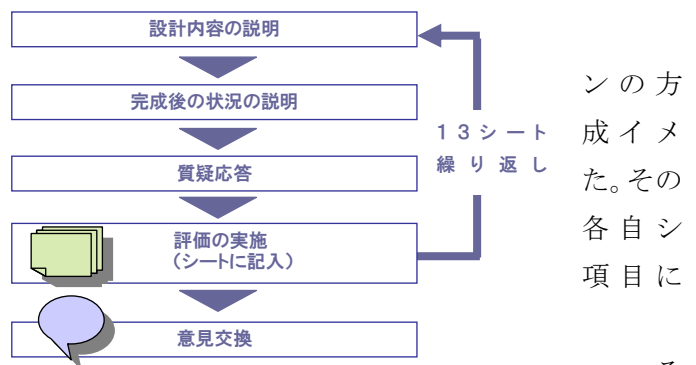 設計内容の説明
完成後の状況の説明
質疑応答
評価の実施
(シートに記入)
意見交換
13シート
繰り返し
ンの方
成イメ
た。その
各自シ
項目に